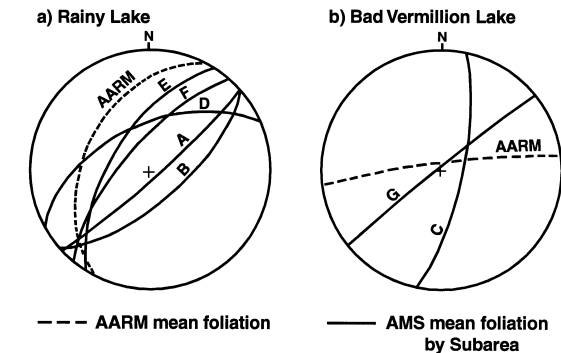 a) Rainy Lake
b) Bad Vermillion Lake
N
N
AARM
E
F
D
A
B
AARM
G
C
AARM mean foliation
AMS mean foliation
by Subarea